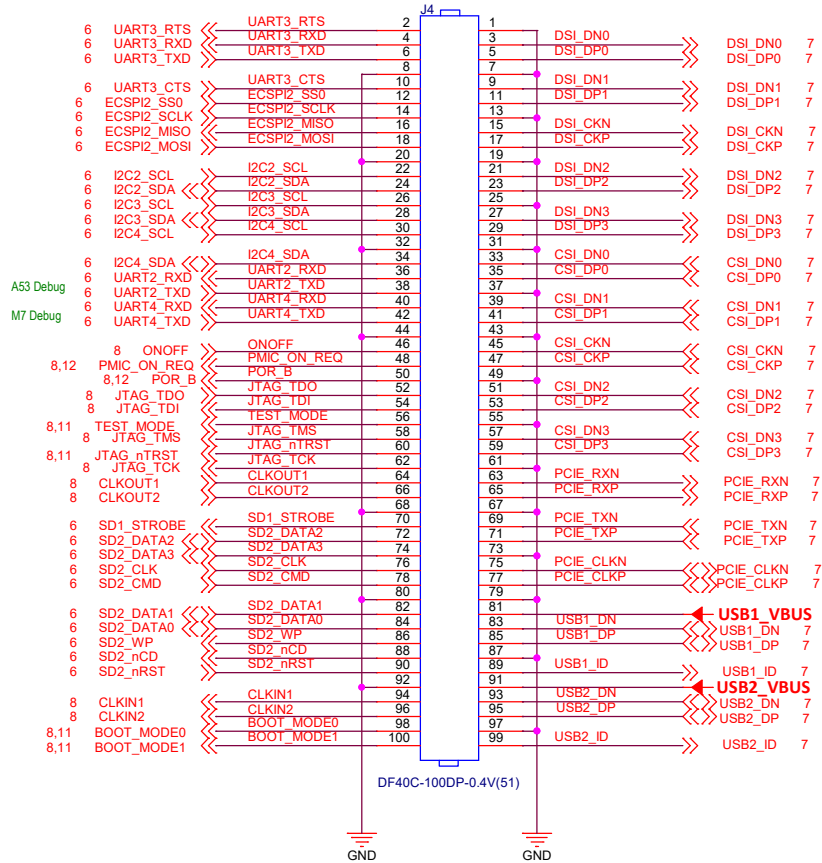 J4
6 UART3_RTS UART3_RTS 2 1
6 UART3_RXD UART3_RXD 4 3 DSI_DN0 DSI_DN0 7
6 UART3_TXD UART3_TXD 6 5 DSI_DP0 DSI_DP0 7
8 7
6 UART3_CTS UART3_CTS 10 9 DSI_DN1 DSI_DN1 7
6 ECSPI2_SS0 ECSPI2_SS0 12 11 DSI_DP1 DSI_DP1 7
6 ECSPI2_SCLK ECSPI2_SCLK 14 13
6 ECSPI2_MISO ECSPI2_MISO 16 15 DSI_CKN DSI_CKN 7
6 ECSPI2_MOSI ECSPI2_MOSI 18 17 DSI_CKP DSI_CKP 7
20 19
6 I2C2_SCL I2C2_SCL 22 21 DSI_DN2 DSI_DN2 7
6 I2C2_SDA I2C2_SDA 24 23 DSI_DP2 DSI_DP2 7
6 I2C3_SCL I2C3_SCL 26 25
6 I2C3_SDA I2C3_SDA 28 27 DSI_DN3 DSI_DN3 7
6 I2C4_SCL I2C4_SCL 30 29 DSI_DP3 DSI_DP3 7
32 31
6 I2C4_SDA I2C4_SDA 34 33 CSI_DN0 CSI_DN0 7
6 UART2_RXD UART2_RXD 36 35 CSI_DP0 CSI_DP0 7
A53 Debug 6 UART2_TXD UART2_TXD 38 37
6 UART4_RXD UART4_RXD 40 39 CSI_DN1 CSI_DN1 7
M7 Debug 6 UART4_TXD UART4_TXD 42 41 CSI_DP1 CSI_DP1 7
44 43
8 ONOFF ONOFF 46 45 CSI_CKN CSI_CKN 7
8,12 PMIC_ON_REQ PMIC_ON_REQ 48 47 CSI_CKP CSI_CKP 7
8,12 POR_B POR_B 50 49
8 JTAG_TDO JTAG_TDO 52 51 CSI_DN2 CSI_DN2 7
8 JTAG_TDI JTAG_TDI 54 53 CSI_DP2 CSI_DP2 7
8,11 TEST_MODE TEST_MODE 56 55
8 JTAG_TMS JTAG_TMS 58 57 CSI_DN3 CSI_DN3 7
8,11 JTAG_nTRST JTAG_nTRST 60 59 CSI_DP3 CSI_DP3 7
8 JTAG_TCK JTAG_TCK 62 61
8 CLKOUT1 CLKOUT1 64 63 PCIE_RXN PCIE_RXN 7
8 CLKOUT2 CLKOUT2 66 65 PCIE_RXP PCIE_RXP 7
68 67
6 SD1_STROBE SD1_STROBE 70 69 PCIE_TXN PCIE_TXN 7
6 SD2_DATA2 SD2_DATA2 72 71 PCIE_TXP PCIE_TXP 7
6 SD2_DATA3 SD2_DATA3 74 73
6 SD2_CLK SD2_CLK 76 75 PCIE_CLKN PCIE_CLKN 7
6 SD2_CMD SD2_CMD 78 77 PCIE_CLKP PCIE_CLKP 7
80 79
6 SD2_DATA1 SD2_DATA1 82 81 USB1_VBUS
6 SD2_DATA0 SD2_DATA0 84 83 USB1_DN USB1_DN 7
6 SD2_WP SD2_WP 86 85 USB1_DP USB1_DP 7
6 SD2_nCD SD2_nCD 88 87
6 SD2_nRST SD2_nRST 90 89 USB1_ID USB1_ID 7
92 91 USB2_VBUS
8 CLKIN1 CLKIN1 94 93 USB2_DN USB2_DN 7
8 CLKIN2 CLKIN2 96 95 USB2_DP USB2_DP 7
8,11 BOOT_MODE0 BOOT_MODE0 98 97
8,11 BOOT_MODE1 BOOT_MODE1 100 99 USB2_ID USB2_ID 7
DF40C-100DP-0.4V(51)
GND GND